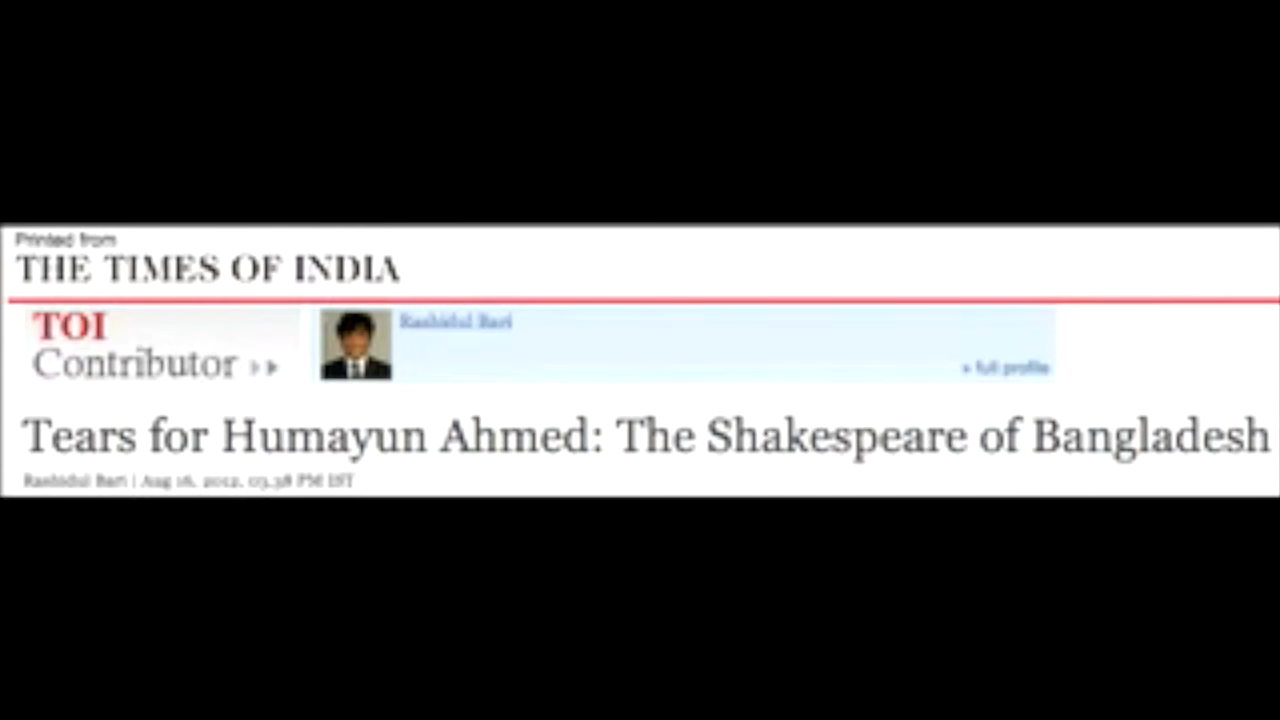 Printed from
THE TIMES OF INDIA
TOI
Contributor
Rashidul Bari
» full profile
Tears for Humayun Ahmed: The Shakespeare of Bangladesh
Rashidul Bari | Aug 16, 2012, 03.38 PM IST